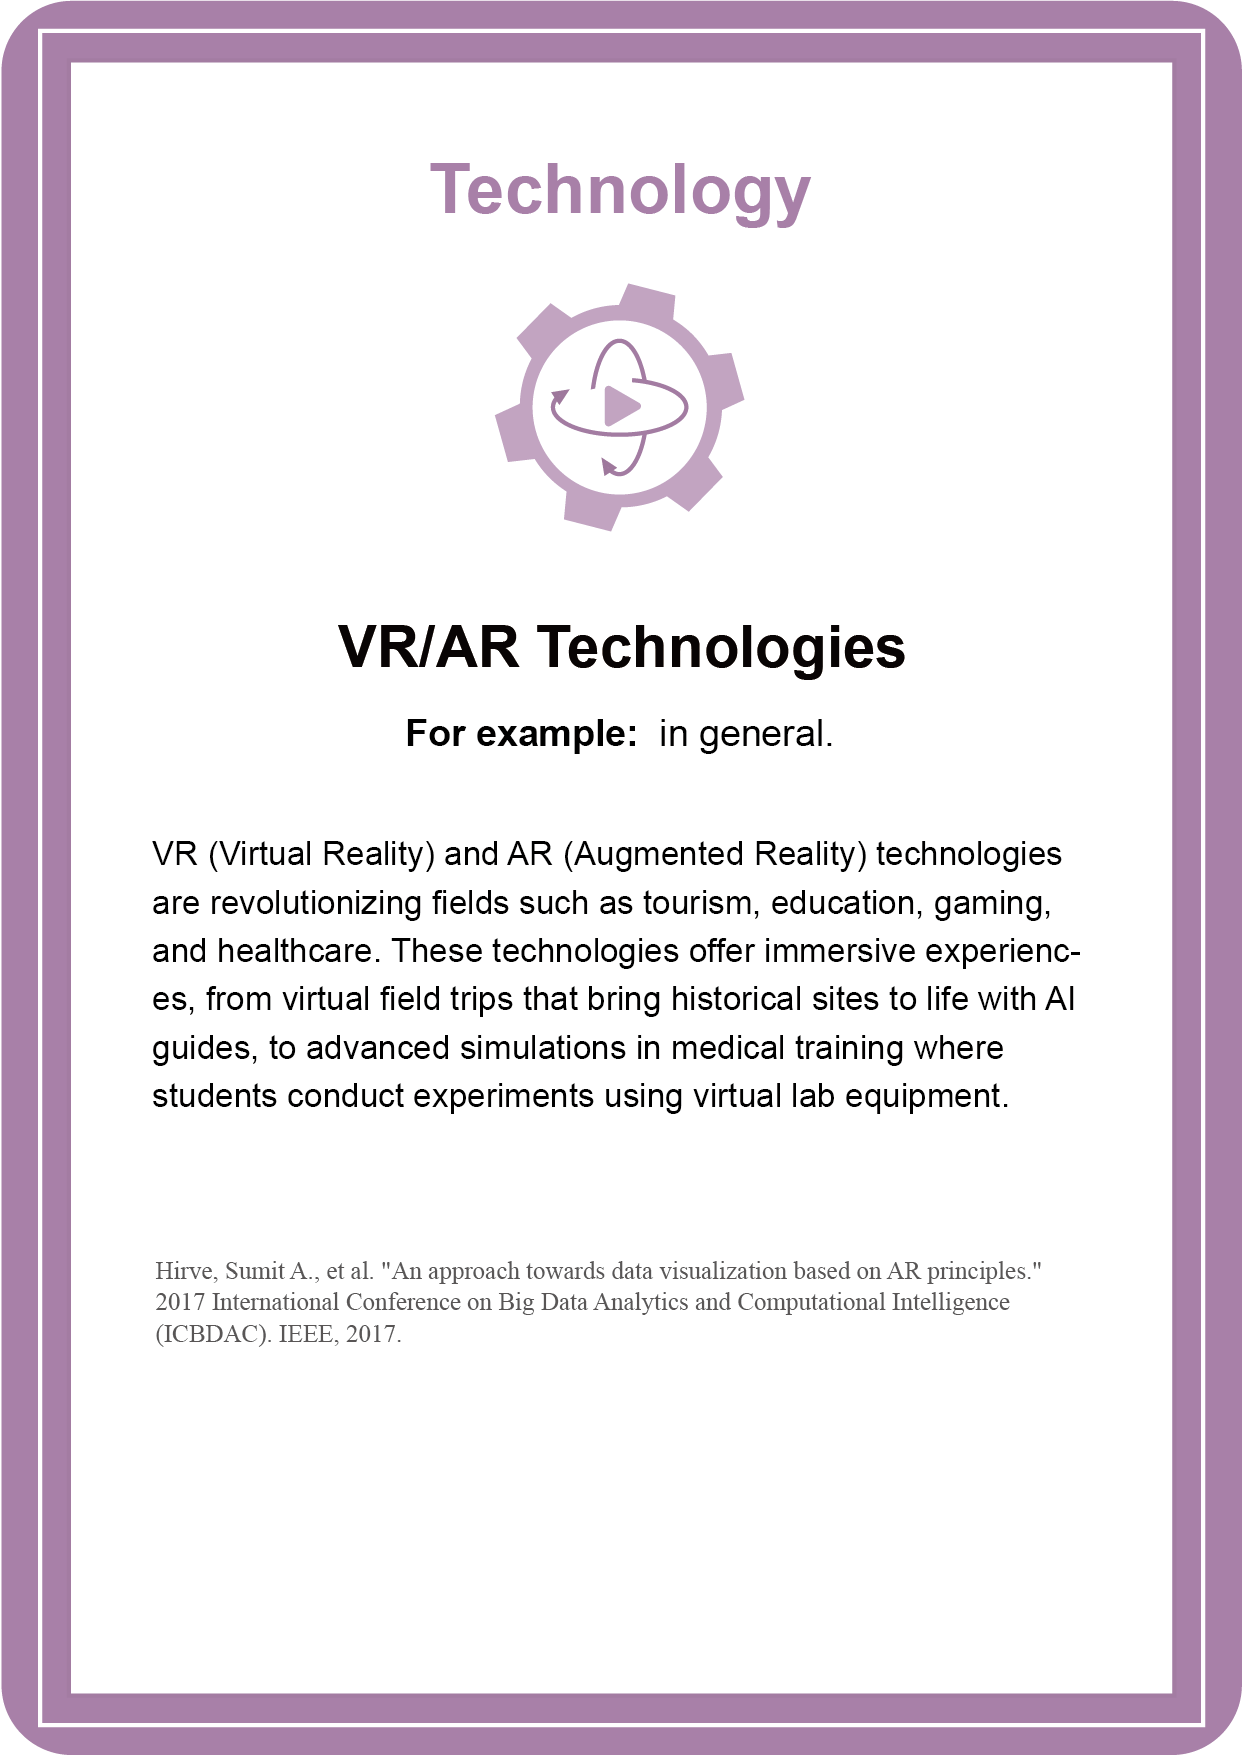 Technology
VR/AR Technologies
For example:  in general.
VR (Virtual Reality) and AR (Augmented Reality) technologies
are revolutionizing fields such as tourism, education, gaming,
and healthcare. These technologies offer immersive experienc-
es, from virtual field trips that bring historical sites to life with AI
guides, to advanced simulations in medical training where
students conduct experiments using virtual lab equipment.
Hirve, Sumit A., et al. "An approach towards data visualization based on AR principles."
2017 International Conference on Big Data Analytics and Computational Intelligence
(ICBDAC). IEEE, 2017.